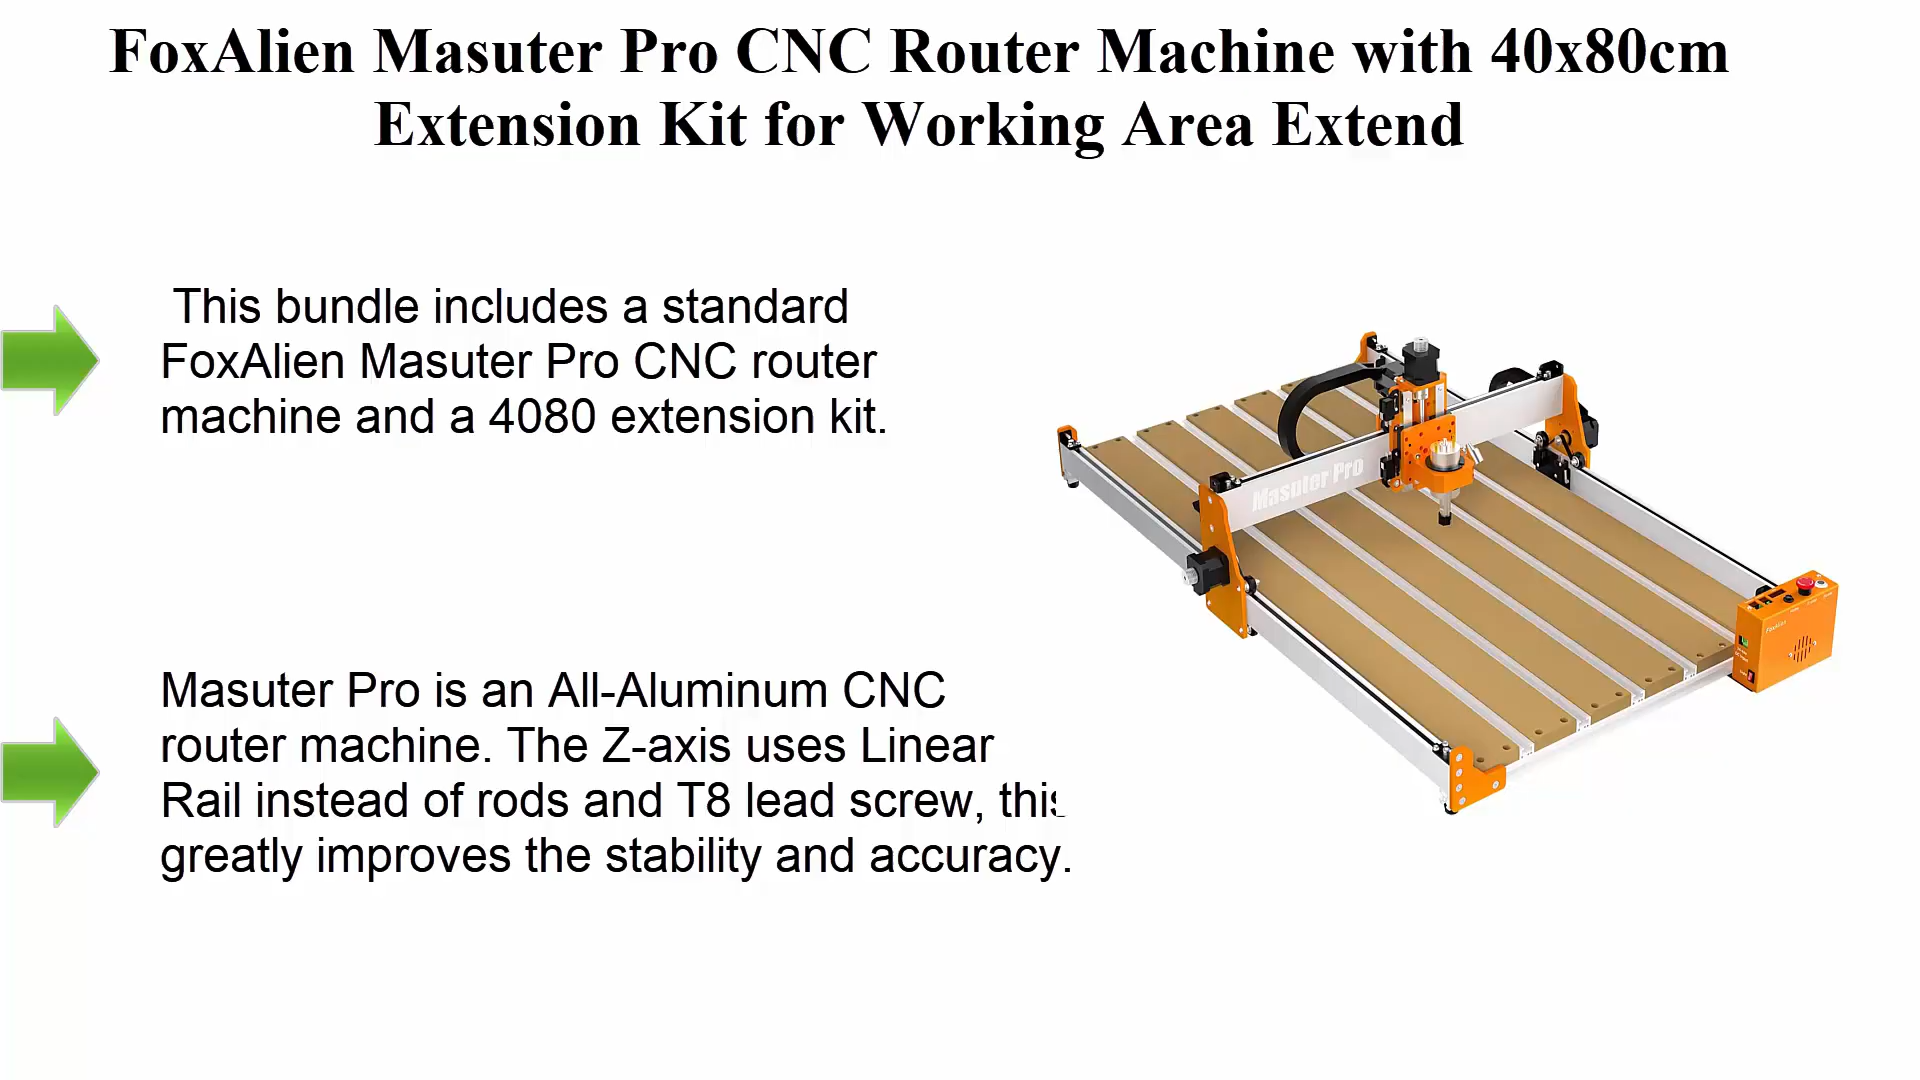 FoxAlien Masuter Pro CNC Router Machine with 40x80cm
Extension Kit for Working Area Extend
This bundle includes a standard
FoxAlien Masuter Pro CNC router
machine and a 4080 extension kit.
Masuter Pro is an All-Aluminum CNC
router machine. The Z-axis uses Linear
Rail instead of rods and T8 lead screw, this
greatly improves the stability and accuracy.
Masuter Pro
FoxAlien